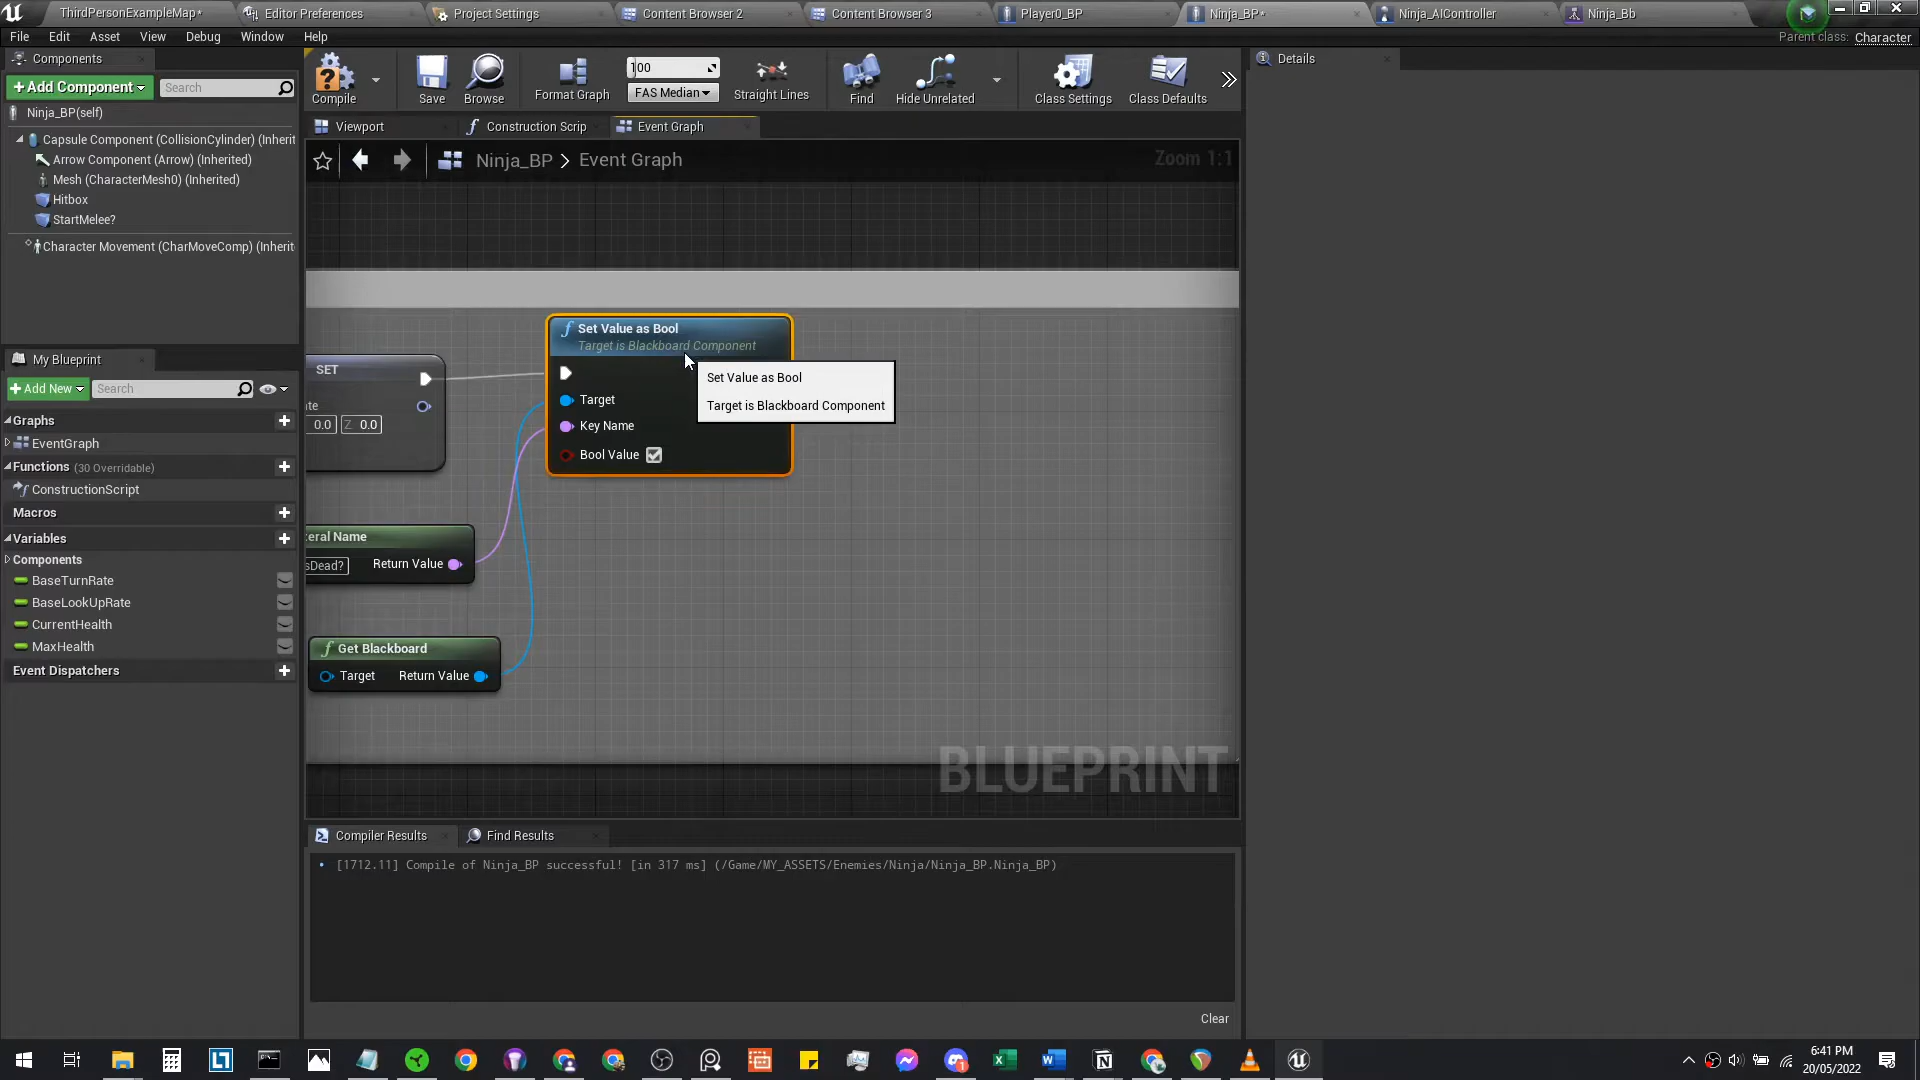 ThirdPersonExampleMap*
Editor Preferences
Project Settings
Content Browser 2
Content Browser 3
Player0_BP
Ninja_BP*
Ninja_AIController
Ninja_Bb
File
Edit
Asset
View
Debug
Window
Help
Parent class:
Character
Components
+Add Component
Search
Ninja_BP(self)
Capsule Component (CollisionCylinder) (Inherit
Arrow Component (Arrow) (Inherited)
Mesh (CharacterMesh0) (Inherited)
Hitbox
StartMelee?
Character Movement (CharMoveComp) (Inherit
My Blueprint
+Add New
Search
Graphs
EventGraph
Functions (30 Overridable)
ConstructionScript
Macros
Variables
Components
BaseTurnRate
BaseLookUpRate
CurrentHealth
MaxHealth
Event Dispatchers
Compile
Save
Browse
Format Graph
100
FAS Median
Straight Lines
Find
Hide Unrelated
Class Settings
Class Defaults
Viewport
Construction Scrip
Event Graph
Ninja_BP > Event Graph
Zoom 1:1
SET
te
0.0
Z 0.0
Set Value as Bool
Target is Blackboard Component
Target
Key Name
Bool Value
Set Value as Bool
Target is Blackboard Component
eral Name
sDead?
Return Value
Get Blackboard
Target
Return Value
BLUEPRINT
Compiler Results
Find Results
[1712.11] Compile of Ninja_BP successful! [in 317 ms] (/Game/MY_ASSETS/Enemies/Ninja/Ninja_BP.Ninja_BP)
Clear
Details
6:41 PM
20/05/2022